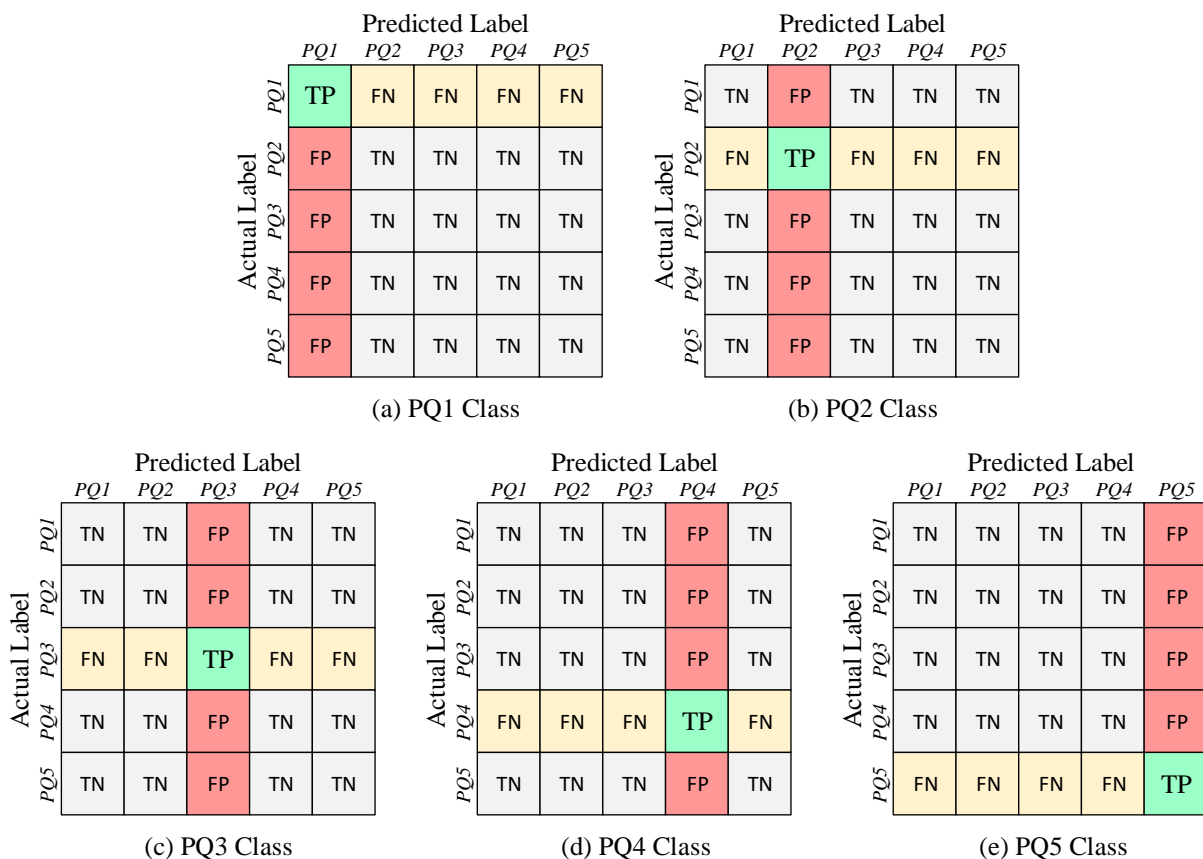 Predicted Label Predicted Label
PQ1 PQ2 PQ3 PQ4 PQ5 PQ1 PQ2 PQ3 PQ4 PQ5
Actual Label Actual Label
PQ1 TP FN FN FN FN PQ1 TN FP TN TN TN
PQ2 FP TN TN TN TN PQ2 FN TP FN FN FN
PQ3 FP TN TN TN TN PQ3 TN FP TN TN TN
PQ4 FP TN TN TN TN PQ4 TN FP TN TN TN
PQ5 FP TN TN TN TN PQ5 TN FP TN TN TN
(a) PQ1 Class (b) PQ2 Class
Predicted Label Predicted Label Predicted Label
PQ1 PQ2 PQ3 PQ4 PQ5 PQ1 PQ2 PQ3 PQ4 PQ5 PQ1 PQ2 PQ3 PQ4 PQ5
Actual Label Actual Label Actual Label
PQ1 TN TN FP TN TN PQ1 TN TN TN FP TN PQ1 TN TN TN TN FP
PQ2 TN TN FP TN TN PQ2 TN TN TN FP TN PQ2 TN TN TN TN FP
PQ3 FN FN TP FN FN PQ3 TN TN TN FP TN PQ3 TN TN TN TN FP
PQ4 TN TN FP TN TN PQ4 FN FN FN TP FN PQ4 TN TN TN TN FP
PQ5 TN TN FP TN TN PQ5 TN TN TN FP TN PQ5 FN FN FN FN TP
(c) PQ3 Class (d) PQ4 Class (e) PQ5 Class